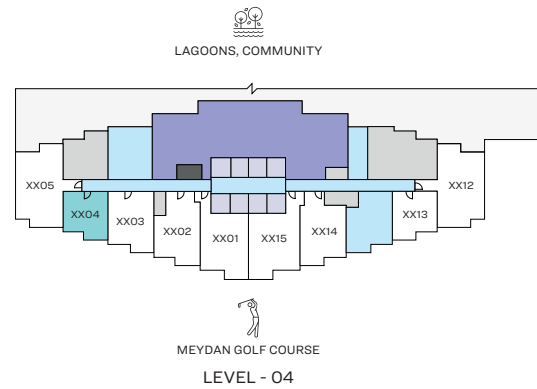 LAGOONS, COMMUNITY
XX05
XX12
XX04
XX03
XX02
XX01
XX15
XX14
XX13
MEYDAN GOLF COURSE
LEVEL - 04